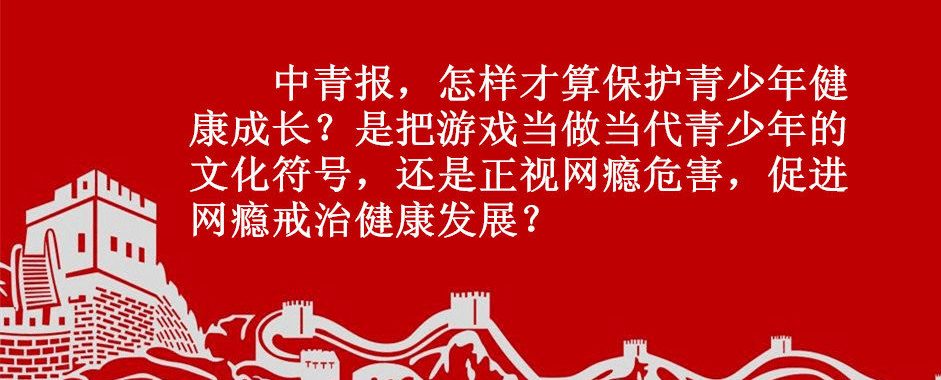 中青报，怎样才算保护青少年健
康成长？是把游戏当做当代青少年的
文化符号，还是正视网瘾危害，促进
网瘾戒治健康发展？